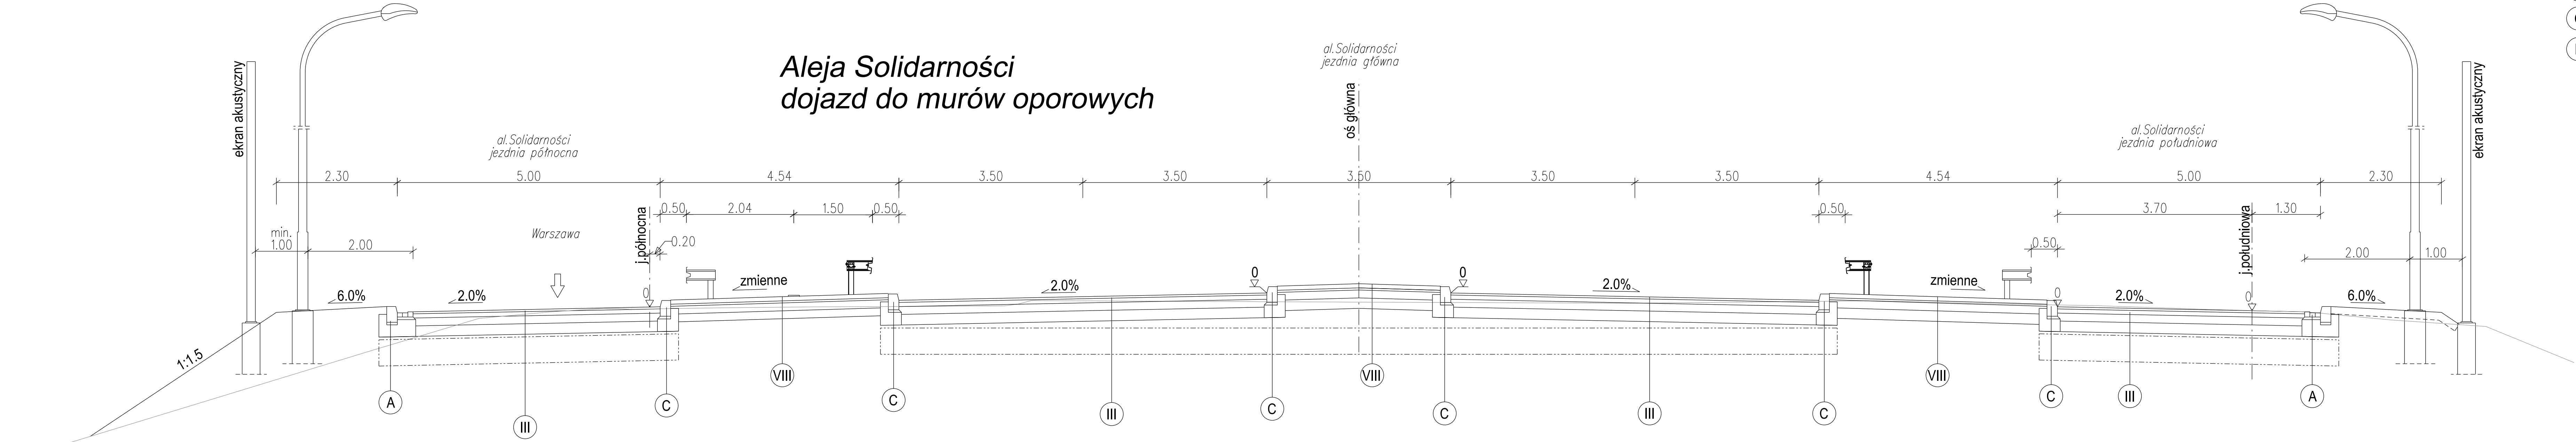 al.Solidarności
jezdnia główna
Aleja Solidarności
dojazd do murów oporowych
ekran akustyczny
oś główna
ekran akustyczny
al.Solidarności
jezdnia północna
al.Solidarności
jezdnia południowa
2.30 5.00 4.54 3.50 3.50 3.50 3.50 3.50 4.54 5.00 2.30
0.50 2.04 1.50 0.50 0.50 3.70 1.30
j.północna
j.południowa
min.
1.00 2.00
Warszawa
0.20
0.50
2.00 1.00
6.0% 2.0% 0 zmienne 2.0% 0 0 2.0% zmienne 0 2.0% 0 6.0%
1:1.5
VIII VIII VIII
A III C C III C C III C C III A